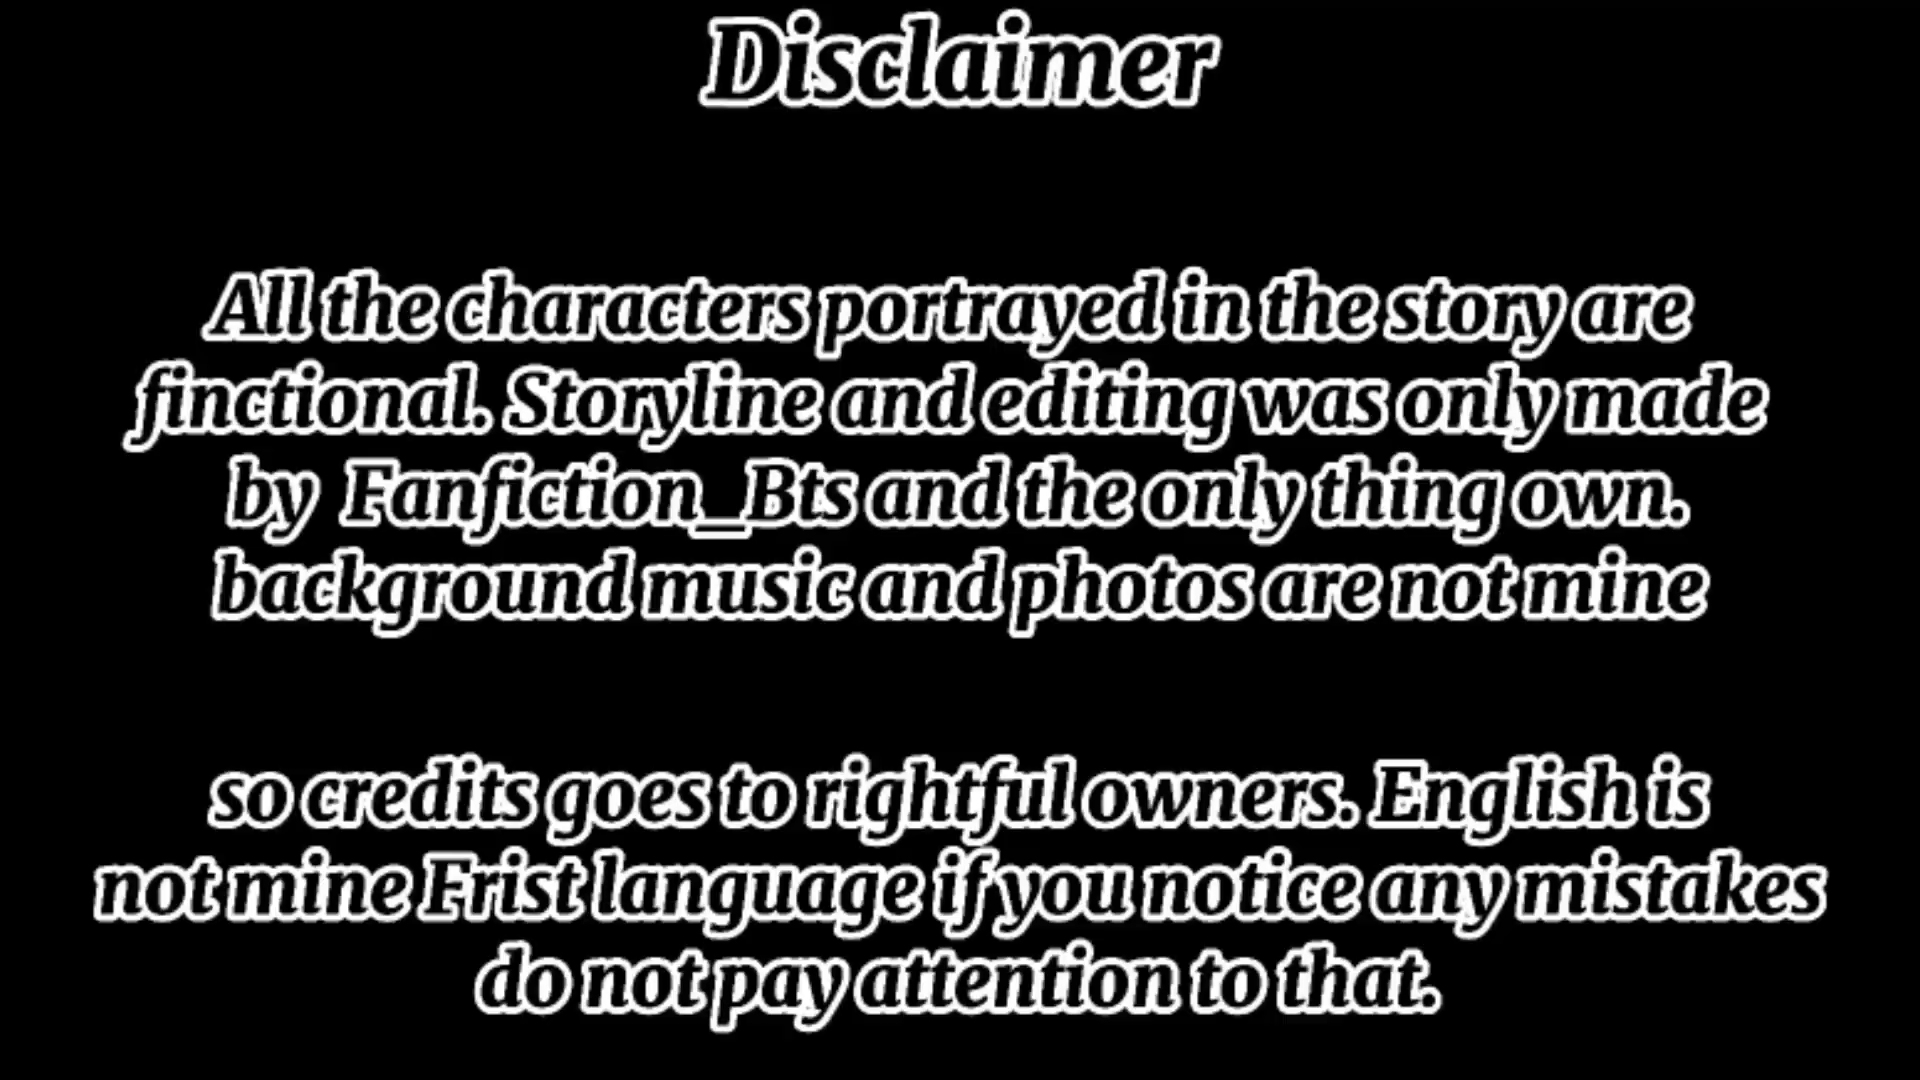 Disclaimer
All the characters portrayed in the story are
finctional. Storyline and editing was only made
by Fanfiction_Bts and the only thing own.
background music and photos are not mine
so credits goes to rightful owners. English is
not mine Frist language if you notice any mistakes
do not pay attention to that.